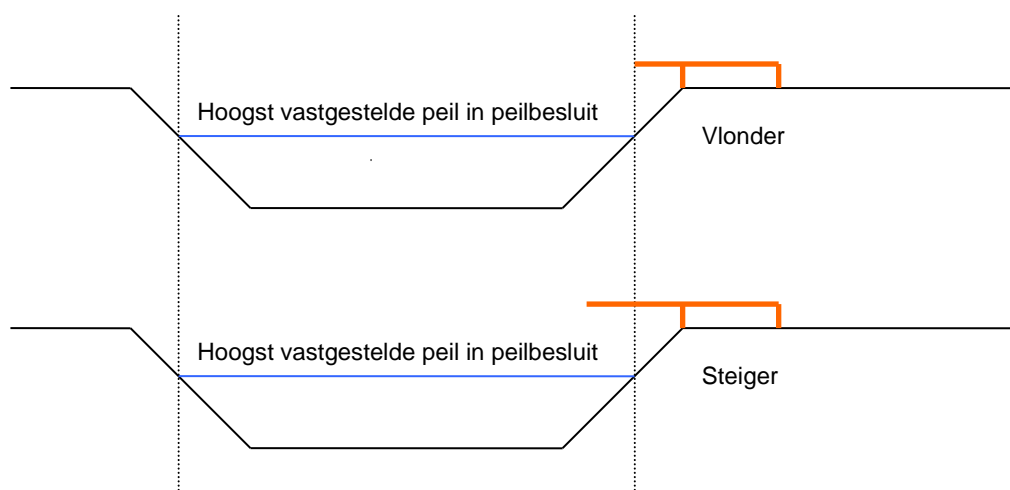 Hoogst vastgestelde peil in peilbesluit
Vlonder
Hoogst vastgestelde peil in peilbesluit
Steiger